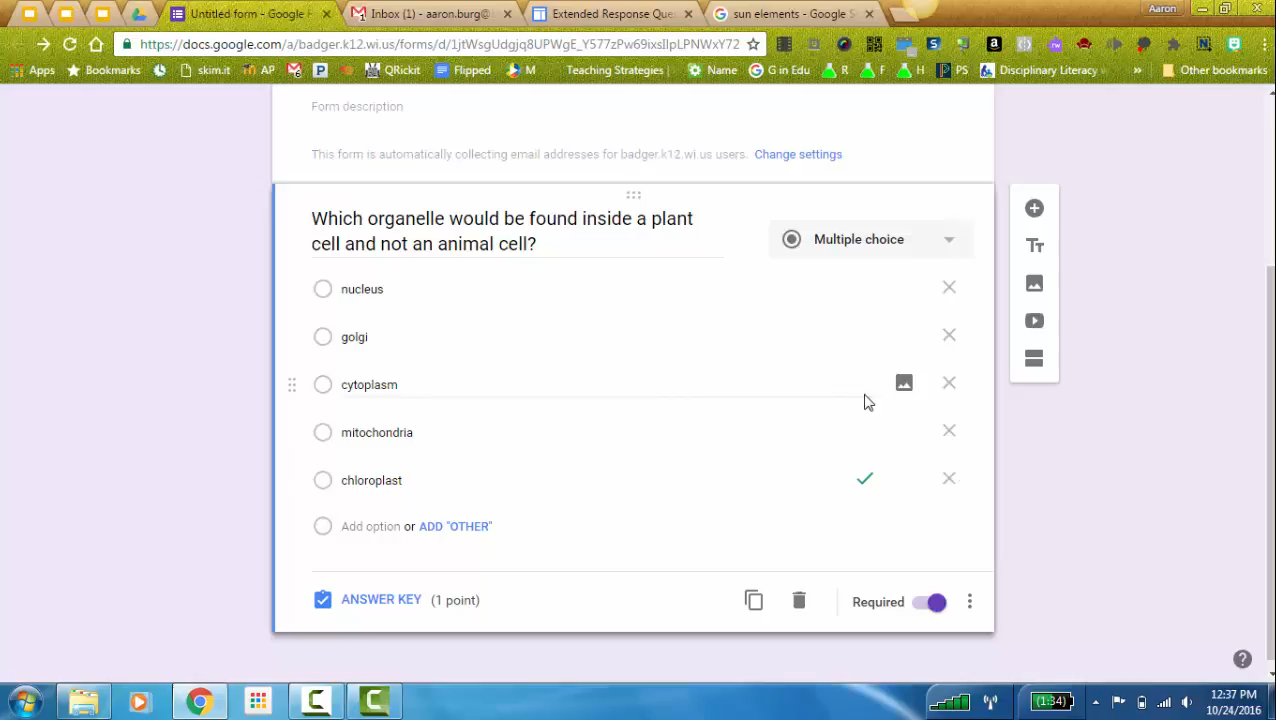 Untitled form - Google F
Inbox (1) - aaron.burg@
Extended Response Que
sun elements - Google S
Aaron
https://docs.google.com/a/badger.k12.wi.us/forms/d/1jtWsgUdgjq8UPWgE_Y577zPw69ixsIlpLPNWxY72
Apps
Bookmarks
skim.it
AP
QRickit
Flipped
M
Teaching Strategies
Name
G in Edu
R
F
H
PS
Disciplinary Literacy
»
Other bookmarks
Form description
This form is automatically collecting email addresses for badger.k12.wi.us users. Change settings
Which organelle would be found inside a plant
cell and not an animal cell?
Multiple choice
nucleus
golgi
cytoplasm
mitochondria
chloroplast
Add option or ADD "OTHER"
ANSWER KEY (1 point)
Required
(1:34)
12:37 PM
10/24/2016